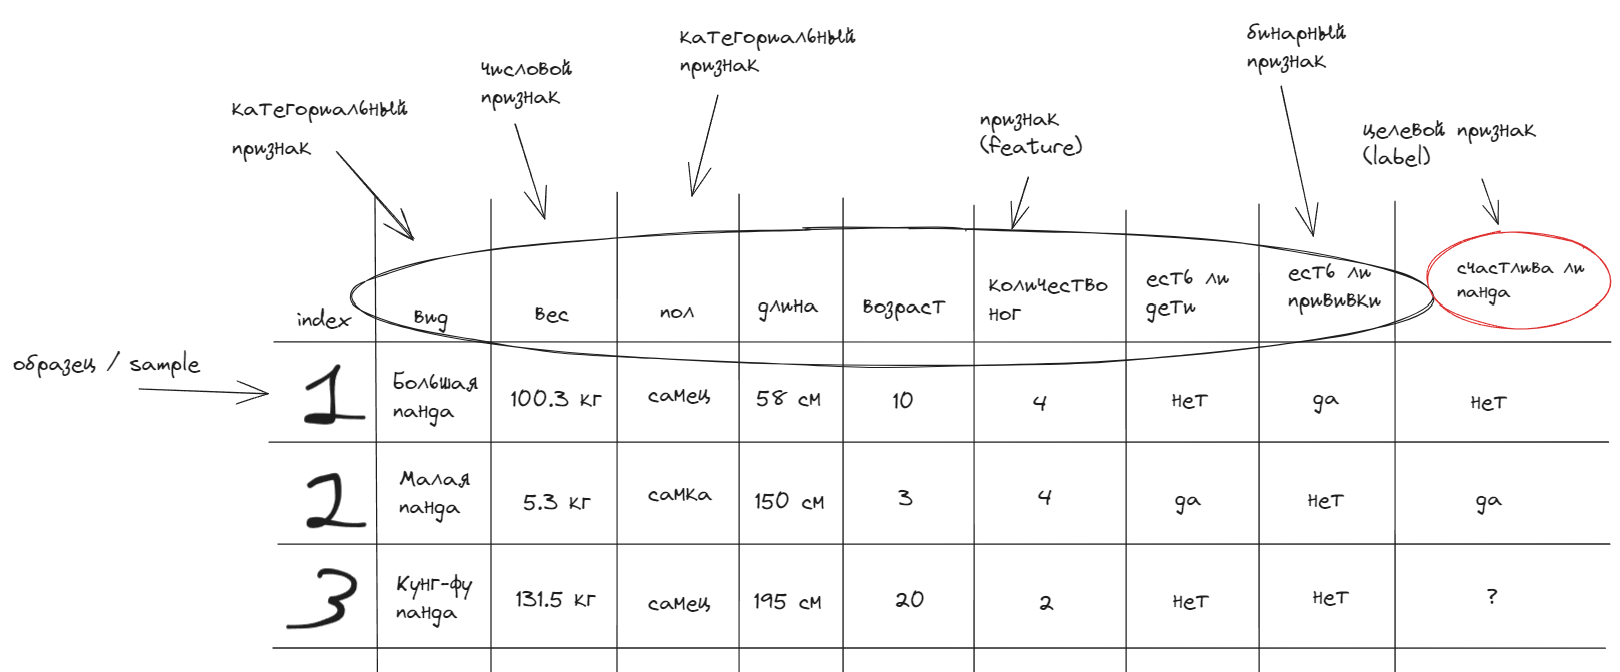 категориальный
признак
числовой
признак
категориальный
признак
признак
(feature)
бинарный
признак
целевой признак
(label)
index
вид
вес
пол
длина
возраст
количество
ног
есть ли
дети
есть ли
прививки
счастлива ли
панда
образец / sample
1
Большая
панда
100.3 кг
самец
58 см
10
4
нет
да
нет
2
Малая
панда
5.3 кг
самка
150 см
3
4
да
нет
да
3
Кунг-фу
панда
131.5 кг
самец
195 см
20
2
нет
нет
?